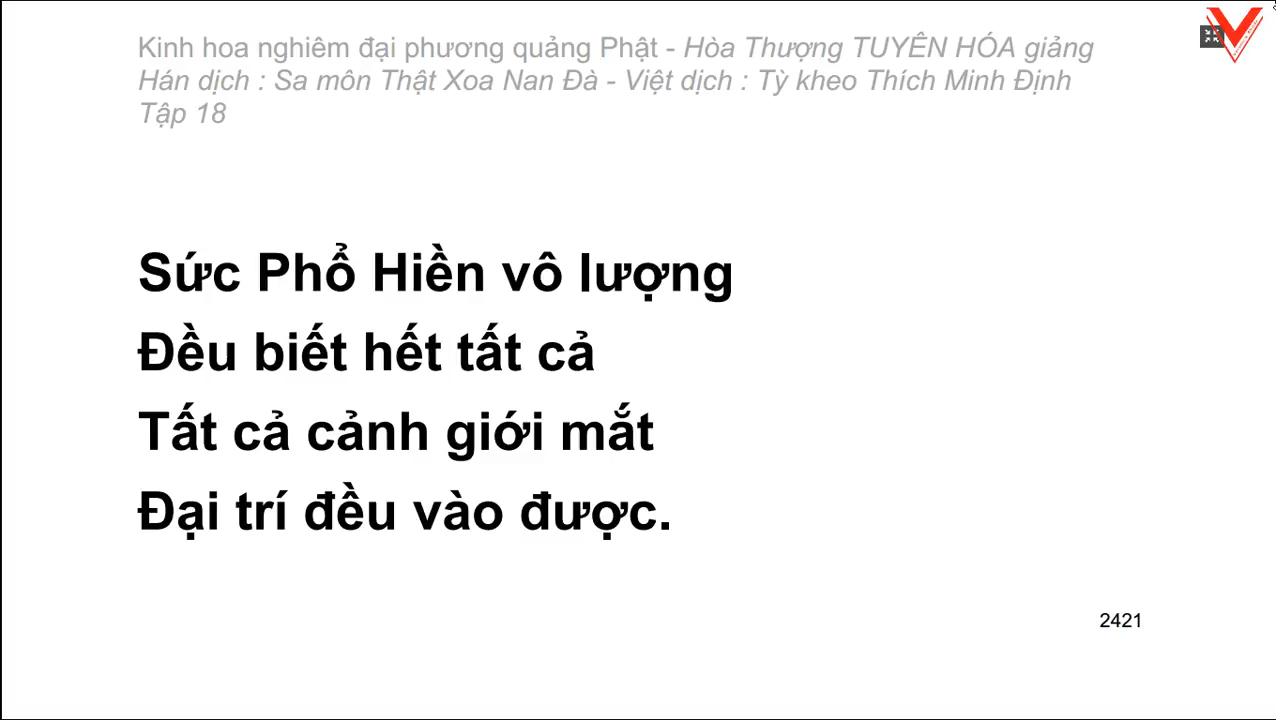 Kinh hoa nghiêm đại phương quảng Phật - Hòa Thượng TUYÊN HÓA giảng
Hán dịch : Sa môn Thật Xoa Nan Đà - Việt dịch : Tỳ kheo Thích Minh Định
Tập 18
Sức Phổ Hiền vô lượng
Đều biết hết tất cả
Tất cả cảnh giới mắt
Đại trí đều vào được.
2421